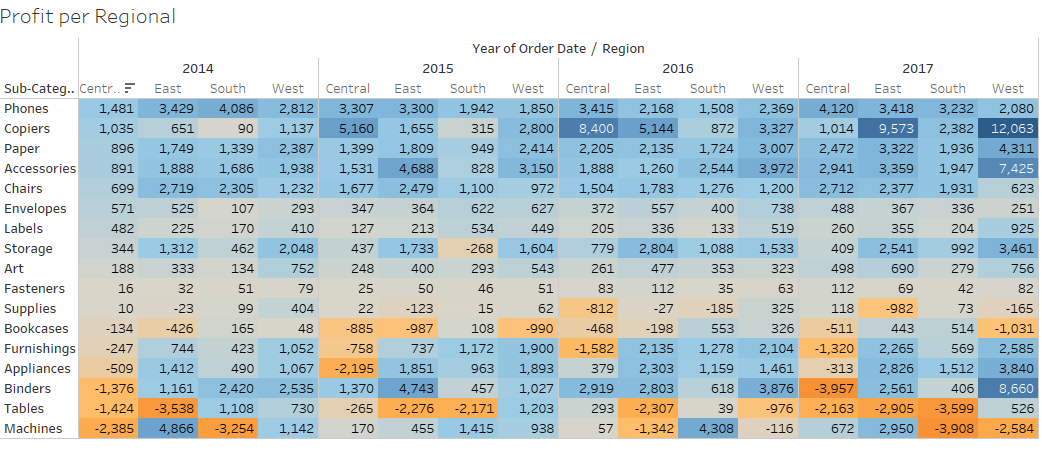 Profit per Regional
Year of Order Date / Region
2014 2015 2016 2017
Sub-Categ.. Centr.. East South West Central East South West Central East South West Central East South West
Phones 1,481 3,429 4,086 2,812 3,307 3,300 1,942 1,850 3,415 2,168 1,508 2,369 4,120 3,418 3,232 2,080
Copiers 1,035 651 90 1,137 5,160 1,655 315 2,800 8,400 5,144 872 3,327 1,014 9,573 2,382 12,063
Paper 896 1,749 1,339 2,387 1,399 1,809 949 2,414 2,205 2,135 1,724 3,007 2,472 3,322 1,936 4,311
Accessories 891 1,888 1,686 1,938 1,531 4,688 828 3,150 1,888 1,260 2,544 3,972 2,941 3,359 1,947 7,425
Chairs 699 2,719 2,305 1,232 1,677 2,479 1,100 972 1,504 1,783 1,276 1,200 2,712 2,377 1,931 623
Envelopes 571 525 107 293 347 364 622 627 372 557 400 738 488 367 336 251
Labels 482 225 170 410 127 213 534 449 205 336 133 519 260 355 204 925
Storage 344 1,312 462 2,048 437 1,733 -268 1,604 779 2,804 1,088 1,533 409 2,541 992 3,461
Art 188 333 134 752 248 400 293 543 261 477 353 323 498 690 279 756
Fasteners 16 32 51 79 25 50 46 51 83 112 35 63 112 69 42 82
Supplies 10 -23 99 404 22 -123 15 62 -812 -27 -185 325 118 -982 73 -165
Bookcases -134 -426 165 48 -885 -987 108 -990 -468 -198 553 326 -511 443 514 -1,031
Furnishings -247 744 423 1,052 -758 737 1,172 1,900 -1,582 2,135 1,278 2,104 -1,320 2,265 569 2,585
Appliances -509 1,412 490 1,067 -2,195 1,851 963 1,893 379 2,303 1,159 1,461 -313 2,826 1,512 3,840
Binders -1,376 1,161 2,420 2,535 1,370 4,743 457 1,027 2,919 2,803 618 3,876 -3,957 2,561 406 8,660
Tables -1,424 -3,538 1,108 730 -265 -2,276 -2,171 1,203 293 -2,307 39 -976 -2,163 -2,905 -3,599 526
Machines -2,385 4,866 -3,254 1,142 170 455 1,415 938 57 -1,342 4,308 -116 672 2,950 -3,908 -2,584